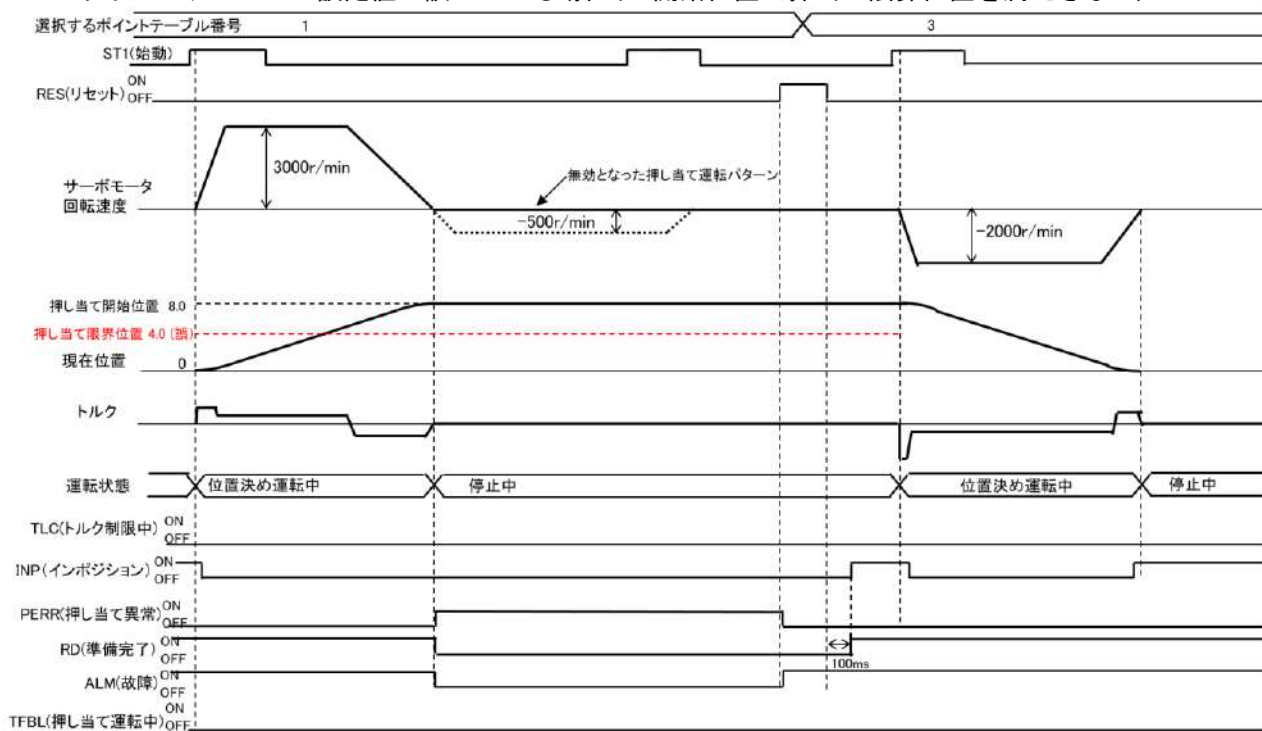 選択するポイントテーブル番号 1 3
ST1(始動)
RES(リセット) ON OFF
3000r/min
無効となった押し当て運転パターン
サーボモータ
回転速度
-500r/min
-2000r/min
押し当て開始位置 8.0
押し当て限界位置 4.0 (誤)
現在位置 0
トルク
運転状態 位置決め運転中 停止中 位置決め運転中 停止中
TLC(トルク制限中) ON OFF
INP(インポジション) ON OFF
PERR(押し当て異常) ON OFF
RD(準備完了) ON OFF
100ms
ALM(故障) ON OFF
TFBL(押し当て運転中) ON OFF